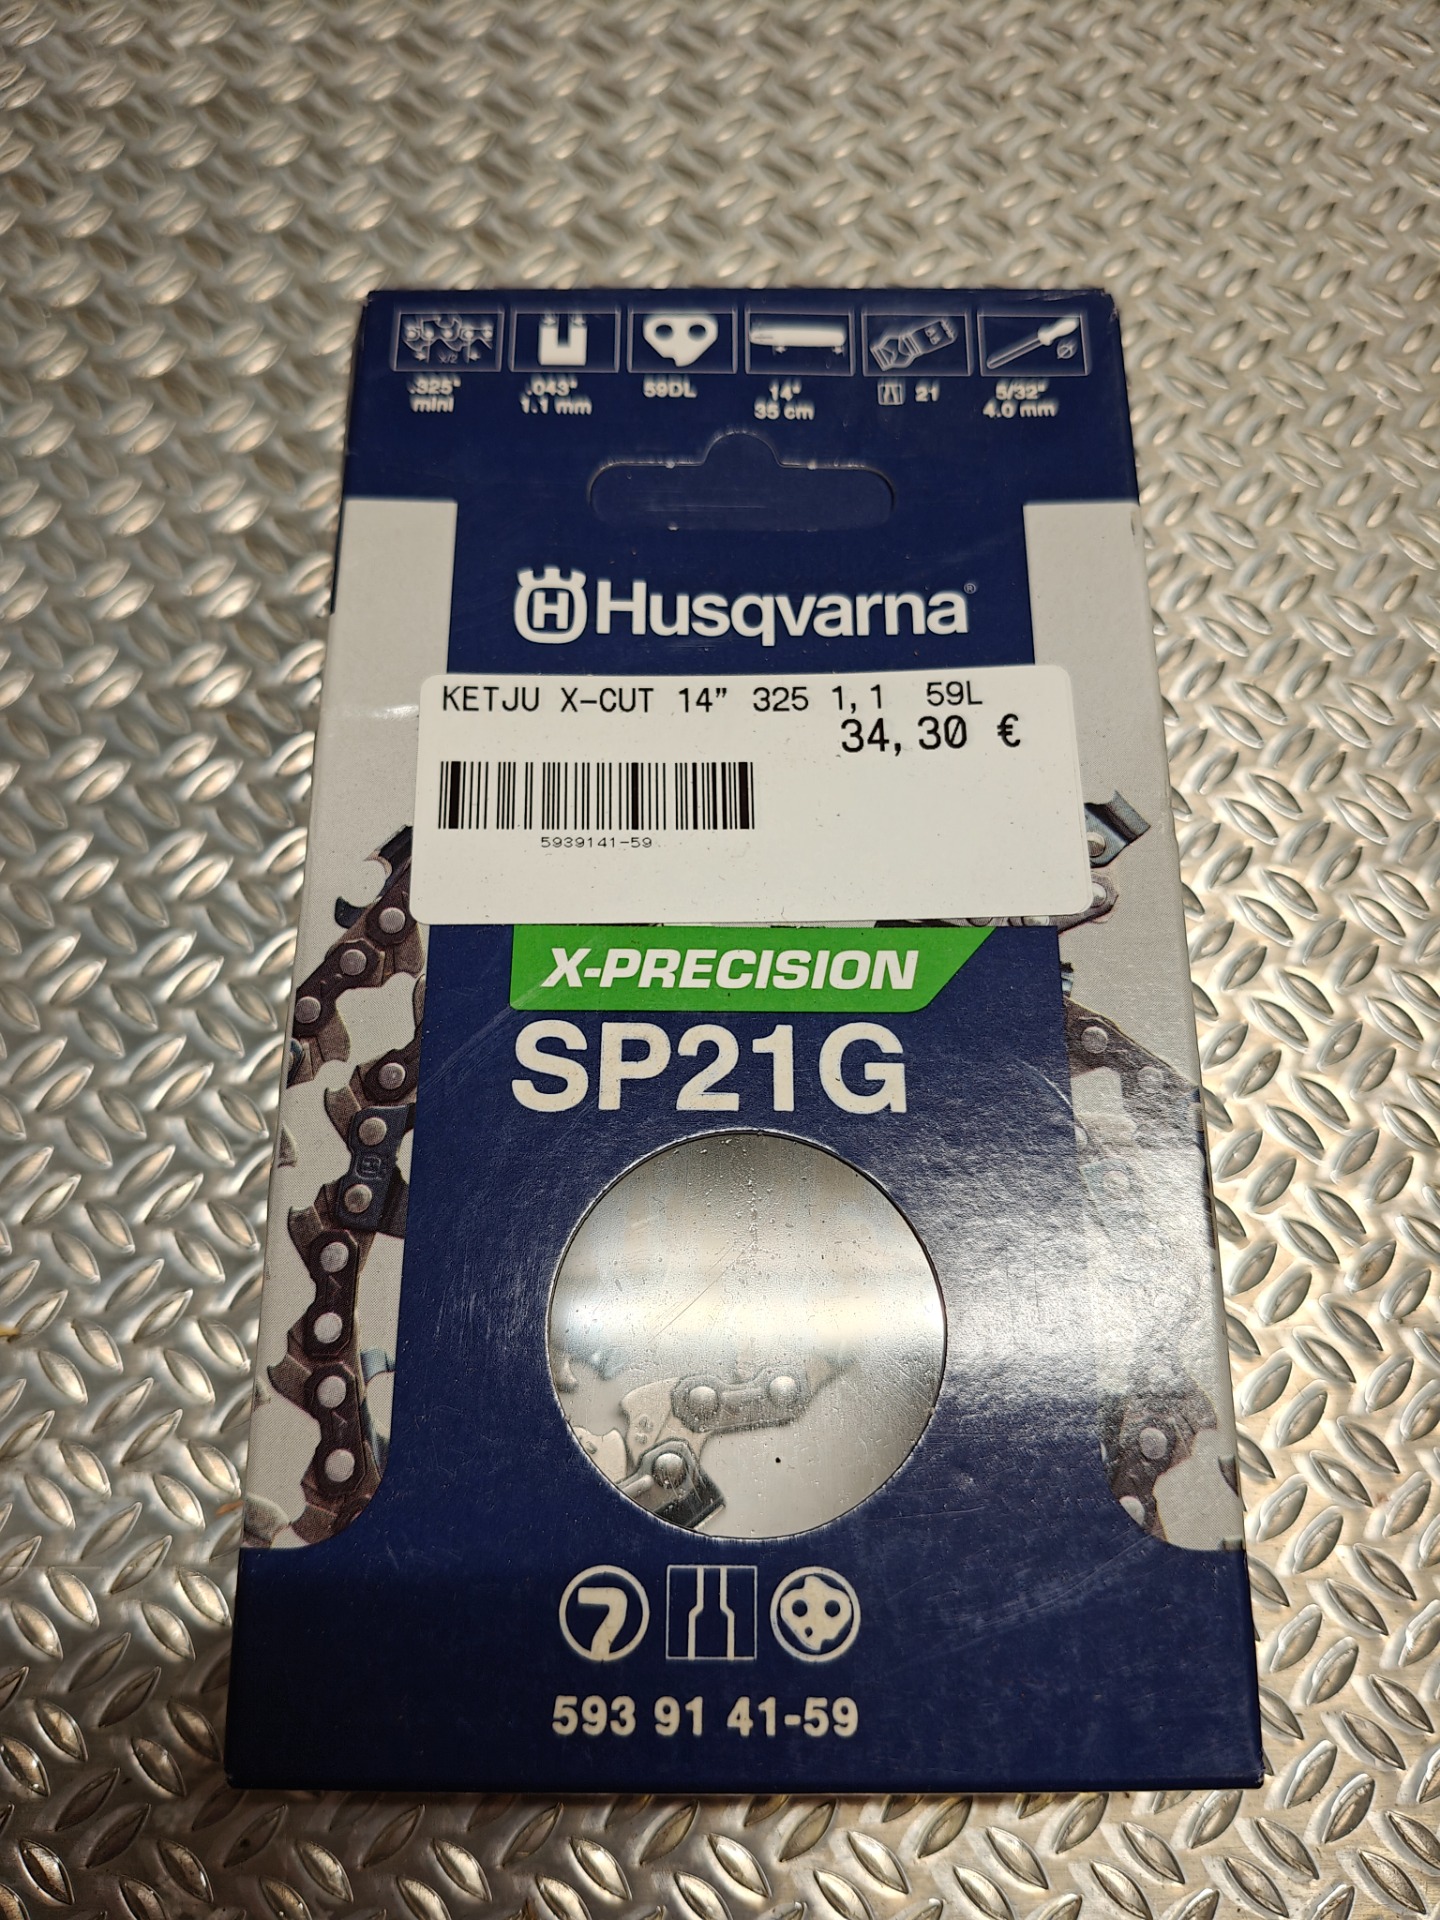 x/2
.325" .043" 59DL 14" 21 5/32"
mini 1.1 mm 35 cm 4.0 mm
H Husqvarna®
KETJU X-CUT 14" 325 1,1 59L
34,30 €
5939141-59
X-PRECISION
SP21G
593 91 41-59